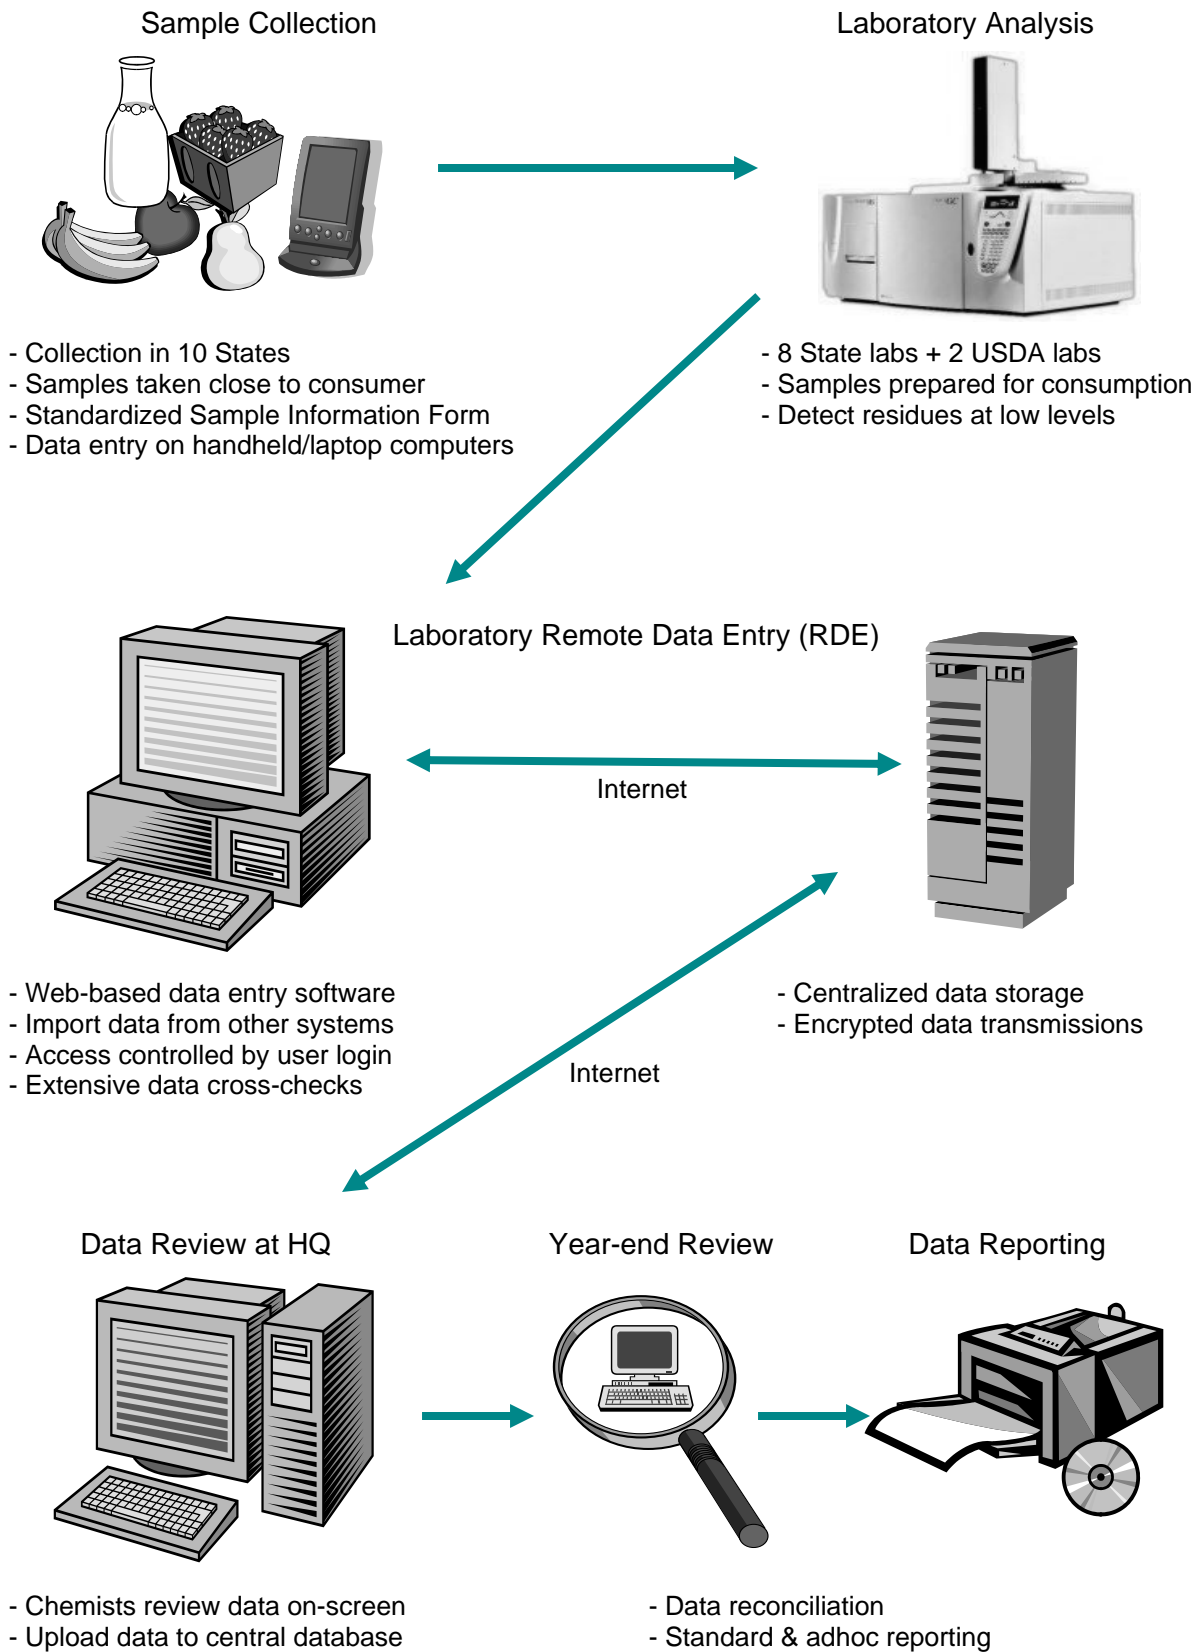 Sample Collection
Laboratory Analysis
- Collection in 10 States
- Samples taken close to consumer
- Standardized Sample Information Form
- Data entry on handheld/laptop computers
- 8 State labs + 2 USDA labs
- Samples prepared for consumption
- Detect residues at low levels
Laboratory Remote Data Entry (RDE)
Internet
- Web-based data entry software
- Import data from other systems
- Access controlled by user login
- Extensive data cross-checks
- Centralized data storage
- Encrypted data transmissions
Internet
Data Review at HQ
Year-end Review
Data Reporting
- Chemists review data on-screen
- Upload data to central database
- Data reconciliation
- Standard & adhoc reporting